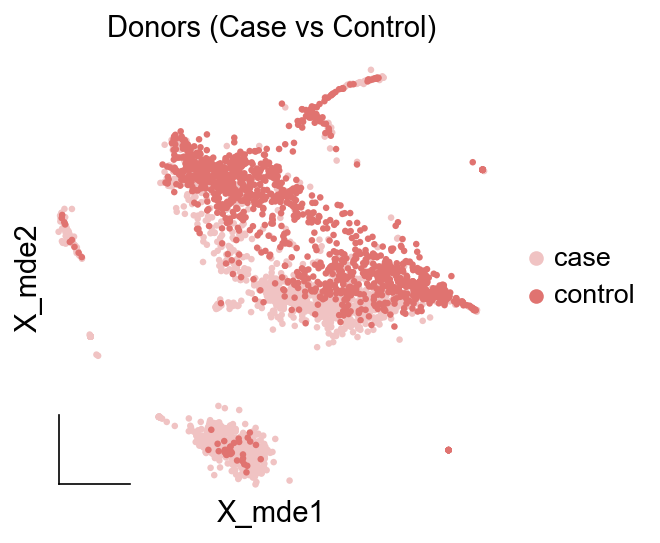 Donors (Case vs Control)
X_mde2
case
control
X_mde1